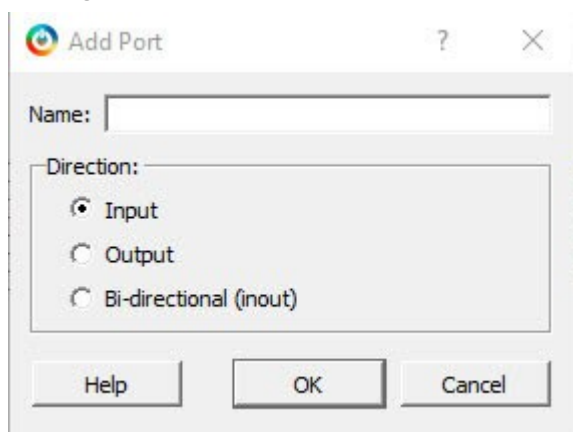 Add Port ?
Name:
Direction:
Input
Output
Bi-directional (inout)
Help OK Cancel